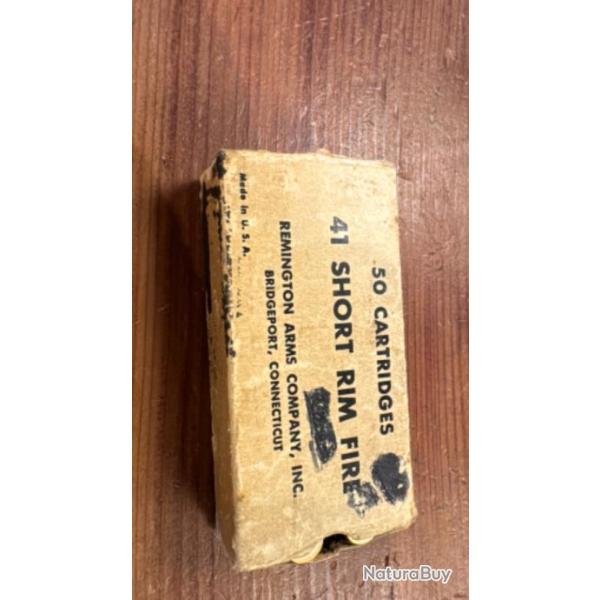 50 CARTRIDGES
41 SHORT RIM FIRE
REMINGTON ARMS COMPANY, INC.
BRIDGEPORT, CONNECTICUT
Made in U. S. A.
NaturaBuy